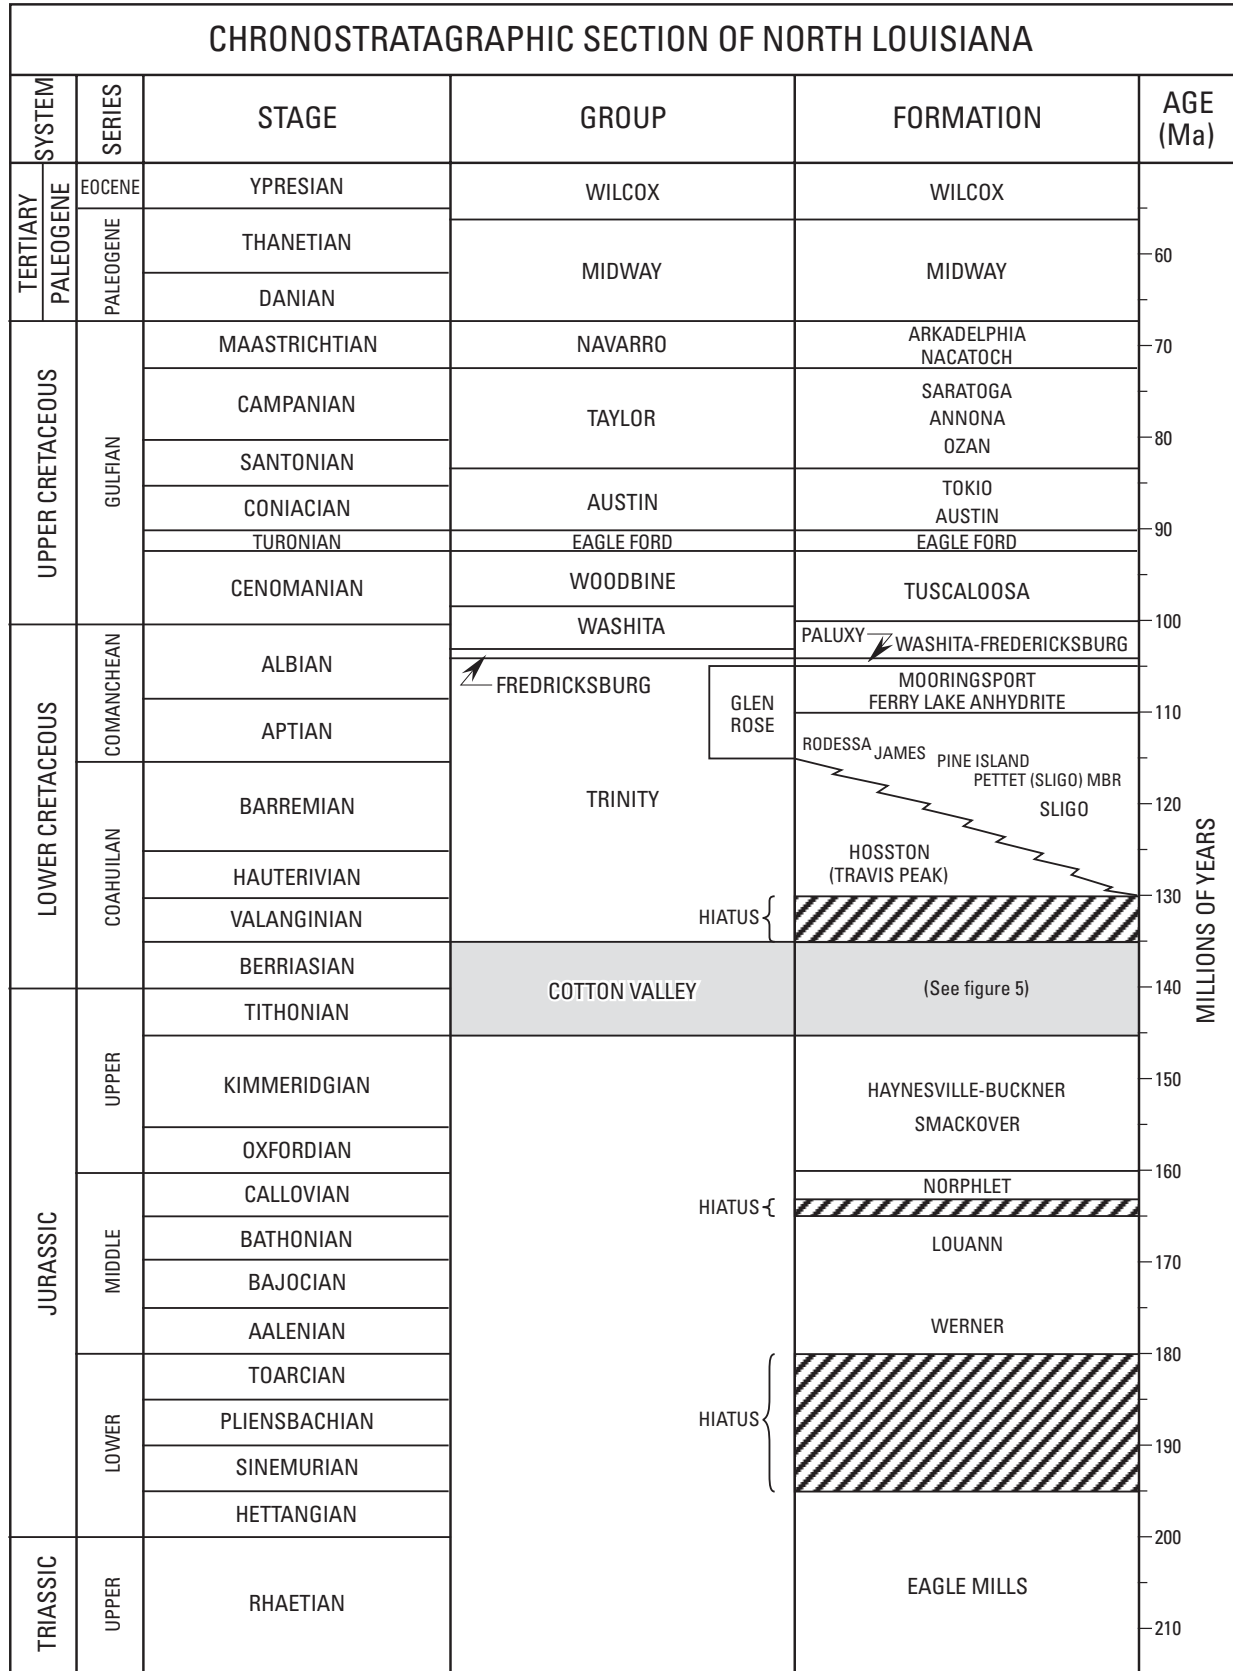 CHRONOSTRATAGRAPHIC SECTION OF NORTH LOUISIANA
SYSTEM
SERIES
STAGE
GROUP
FORMATION
AGE
(Ma)
TERTIARY
PALEOGENE
EOCENE
YPRESIAN
WILCOX
WILCOX
PALEOGENE
THANETIAN
MIDWAY
MIDWAY
60
DANIAN
UPPER CRETACEOUS
GULFIAN
MAASTRICHTIAN
NAVARRO
ARKADELPHIA
NACATOCH
70
CAMPANIAN
TAYLOR
SARATOGA
ANNONA
OZAN
80
SANTONIAN
CONIACIAN
AUSTIN
TOKIO
AUSTIN
90
TURONIAN
EAGLE FORD
EAGLE FORD
CENOMANIAN
WOODBINE
TUSCALOOSA
100
LOWER CRETACEOUS
COMANCHEAN
WASHITA
PALUXY
WASHITA-FREDERICKSBURG
ALBIAN
FREDRICKSBURG
GLEN
ROSE
MOORINGSPORT
FERRY LAKE ANHYDRITE
110
APTIAN
RODESSA
JAMES
PINE ISLAND
PETTET (SLIGO) MBR
SLIGO
COAHUILAN
BARREMIAN
TRINITY
120
HAUTERIVIAN
HOSSTON
(TRAVIS PEAK)
130
VALANGINIAN
HIATUS
BERRIASIAN
COTTON VALLEY
(See figure 5)
140
MILLIONS OF YEARS
JURASSIC
UPPER
TITHONIAN
KIMMERIDGIAN
HAYNESVILLE-BUCKNER
SMACKOVER
150
OXFORDIAN
160
MIDDLE
CALLOVIAN
NORPHLET
HIATUS
BATHONIAN
LOUANN
170
BAJOCIAN
AALENIAN
WERNER
180
LOWER
TOARCIAN
PLIENSBACHIAN
HIATUS
190
SINEMURIAN
HETTANGIAN
200
TRIASSIC
UPPER
RHAETIAN
EAGLE MILLS
210